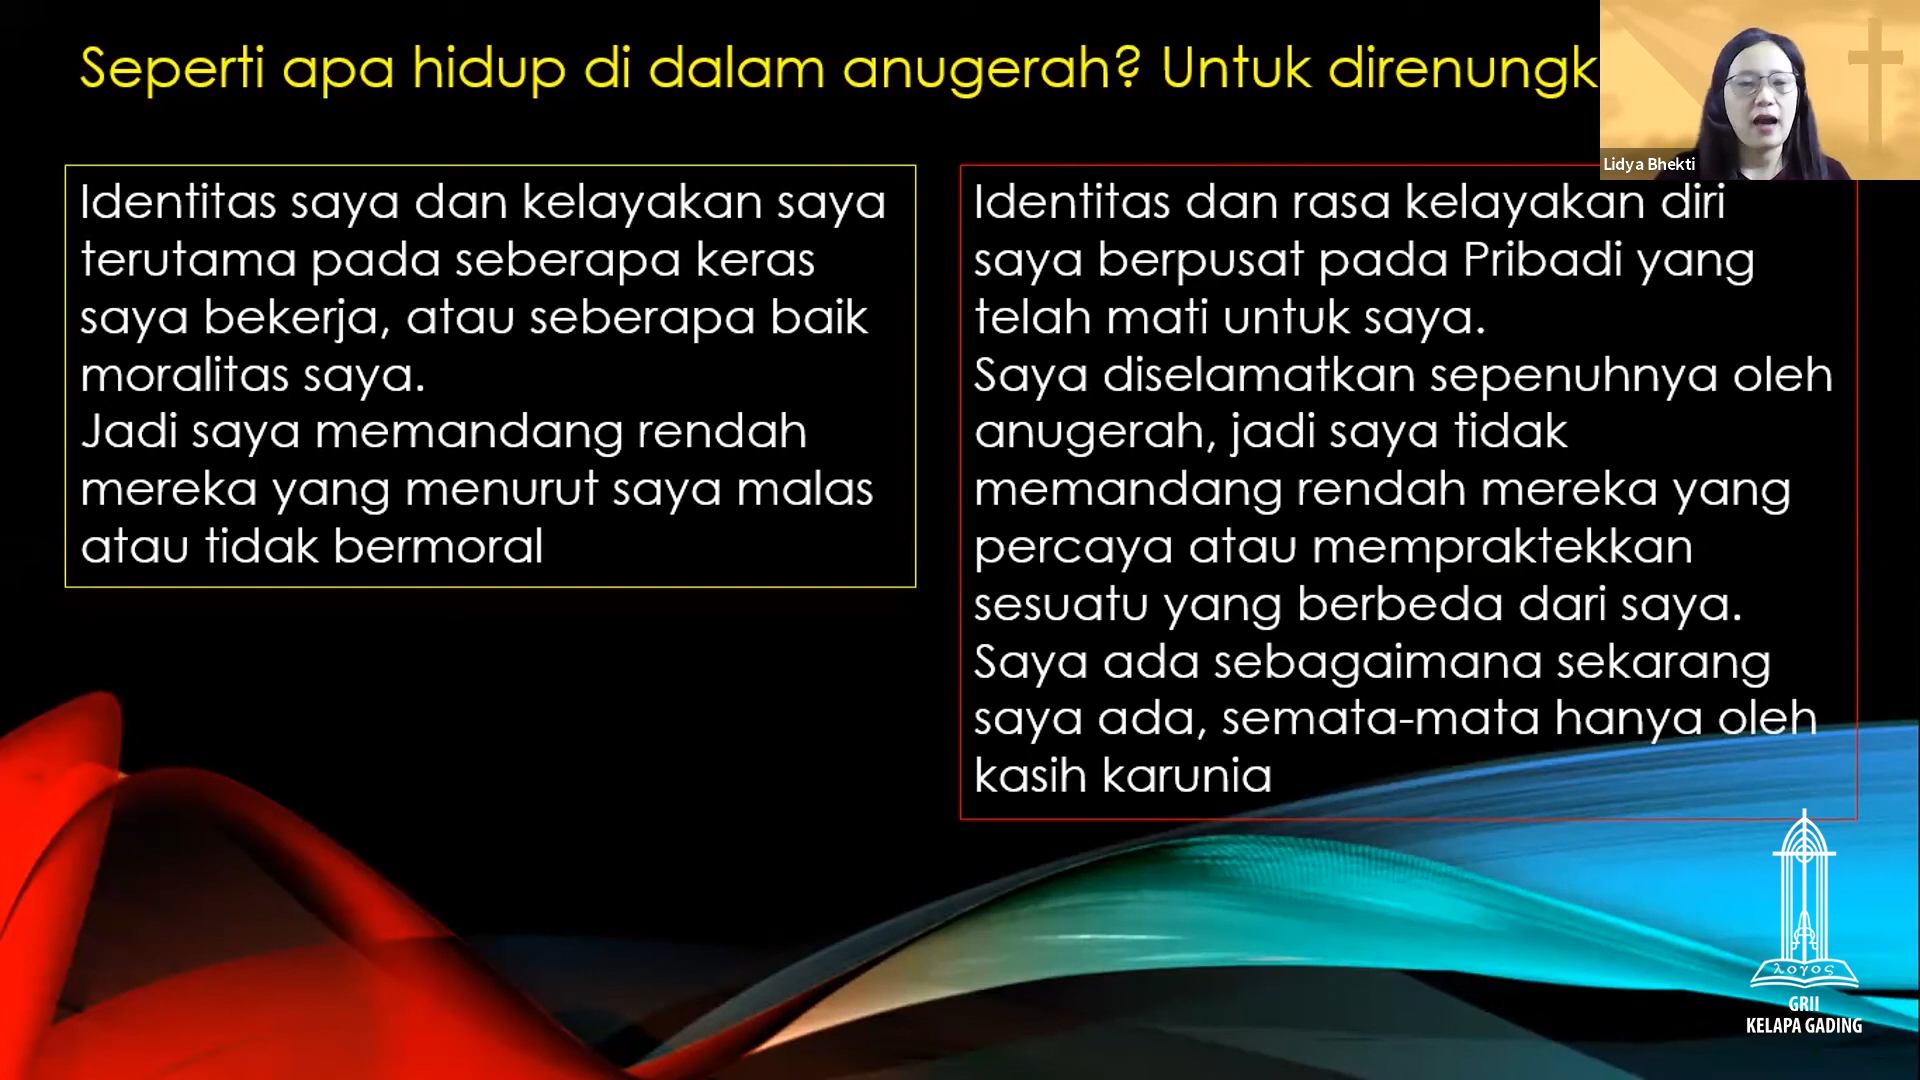 Seperti apa hidup di dalam anugerah? Untuk direnungk
Lidya Bhekti
Identitas saya dan kelayakan saya
terutama pada seberapa keras
saya bekerja, atau seberapa baik
moralitas saya.
Jadi saya memandang rendah
mereka yang menurut saya malas
atau tidak bermoral
Identitas dan rasa kelayakan diri
saya berpusat pada Pribadi yang
telah mati untuk saya.
Saya diselamatkan sepenuhnya oleh
anugerah, jadi saya tidak
memandang rendah mereka yang
percaya atau mempraktekkan
sesuatu yang berbeda dari saya.
Saya ada sebagaimana sekarang
saya ada, semata-mata hanya oleh
kasih karunia
λογος
GRII
KELAPA GADING